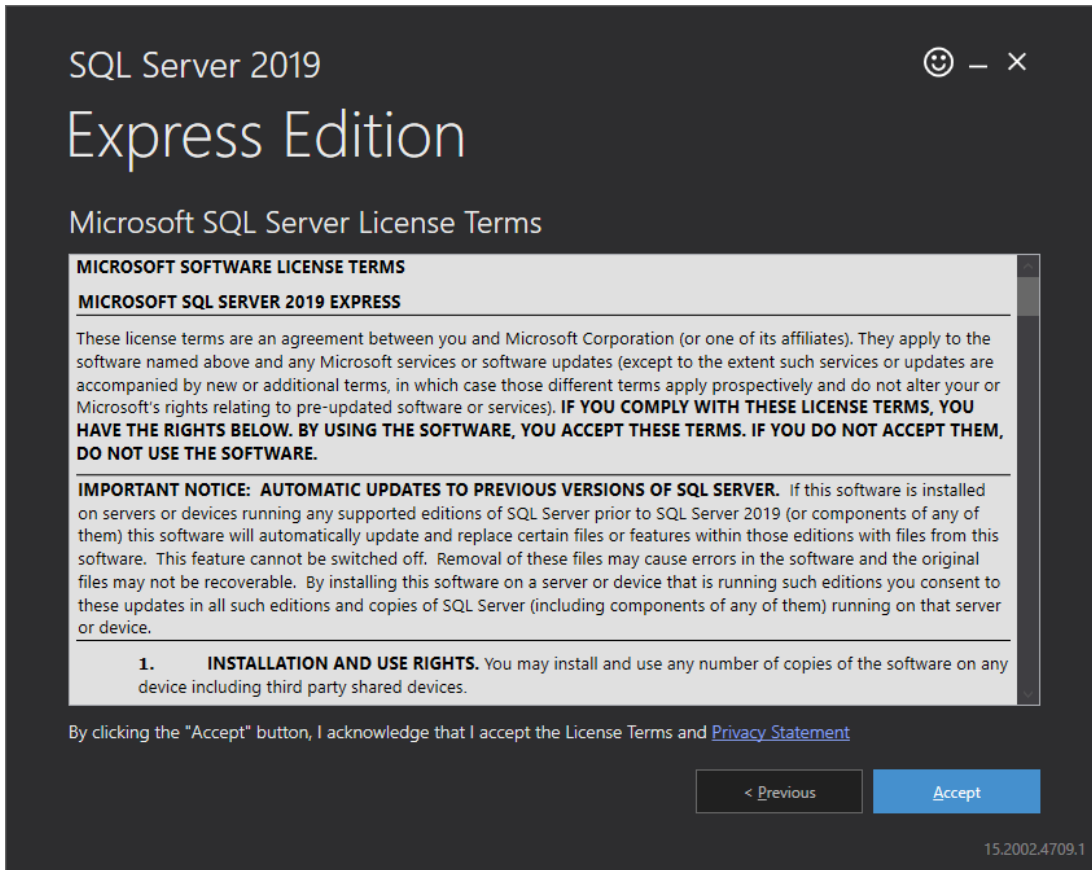 SQL Server 2019
Express Edition
Microsoft SQL Server License Terms
MICROSOFT SOFTWARE LICENSE TERMS
MICROSOFT SQL SERVER 2019 EXPRESS
These license terms are an agreement between you and Microsoft Corporation (or one of its affiliates). They apply to the
software named above and any Microsoft services or software updates (except to the extent such services or updates are
accompanied by new or additional terms, in which case those different terms apply prospectively and do not alter your or
Microsoft's rights relating to pre-updated software or services). IF YOU COMPLY WITH THESE LICENSE TERMS, YOU
HAVE THE RIGHTS BELOW. BY USING THE SOFTWARE, YOU ACCEPT THESE TERMS. IF YOU DO NOT ACCEPT THEM,
DO NOT USE THE SOFTWARE.
IMPORTANT NOTICE:  AUTOMATIC UPDATES TO PREVIOUS VERSIONS OF SQL SERVER.  If this software is installed
on servers or devices running any supported editions of SQL Server prior to SQL Server 2019 (or components of any of
them) this software will automatically update and replace certain files or features within those editions with files from this
software.  This feature cannot be switched off.  Removal of these files may cause errors in the software and the original
files may not be recoverable.  By installing this software on a server or device that is running such editions you consent to
these updates in all such editions and copies of SQL Server (including components of any of them) running on that server
or device.
1. INSTALLATION AND USE RIGHTS. You may install and use any number of copies of the software on any
device including third party shared devices.
By clicking the "Accept" button, I acknowledge that I accept the License Terms and Privacy Statement
< Previous
Accept
15.2002.4709.1